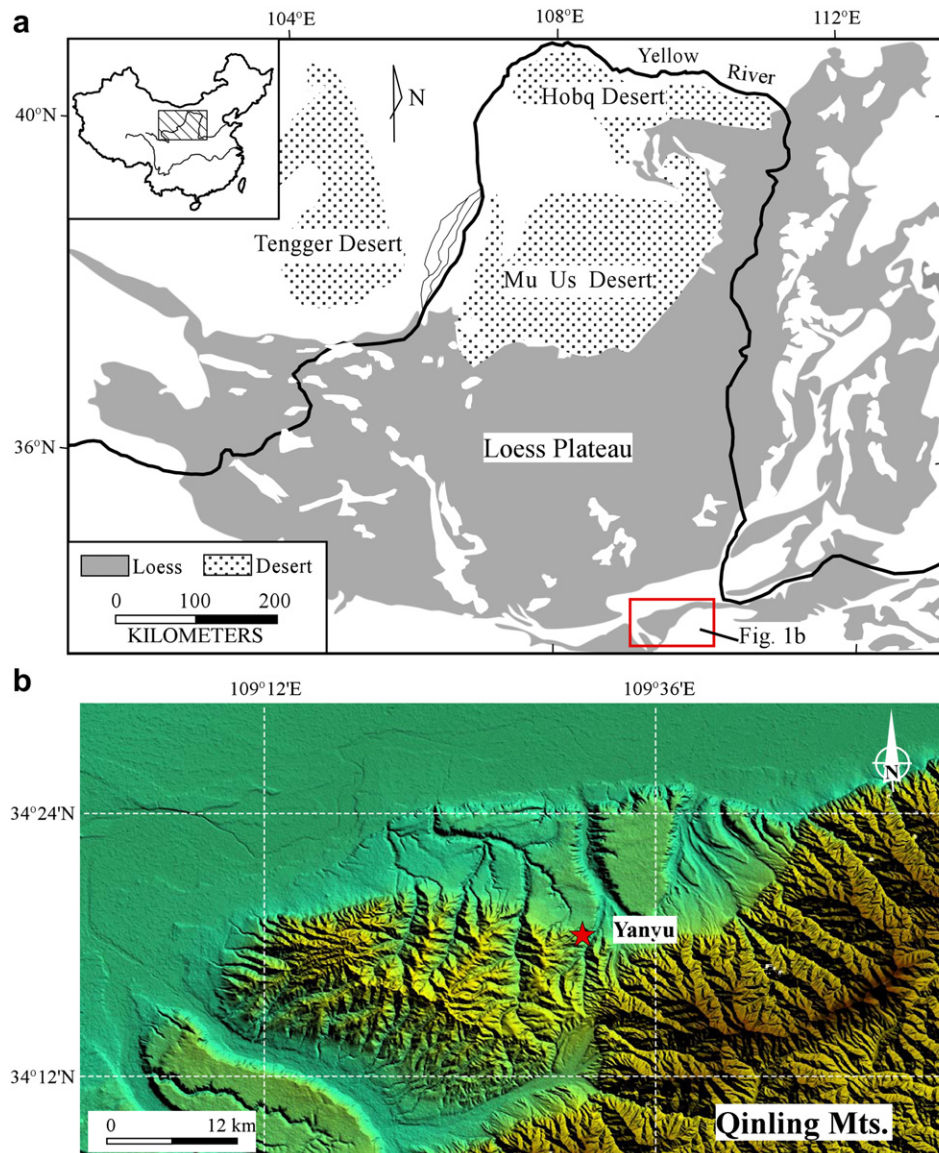 a
104°E
108°E
112°E
Yellow
River
N
Hobq Desert
40°N
Tengger Desert
Mu Us Desert
36°N
Loess Plateau
Loess
Desert
0
100
200
KILOMETERS
Fig. 1b
b
109°12'E
109°36'E
N
34°24'N
Yanyu
34°12'N
0
12 km
Qinling Mts.